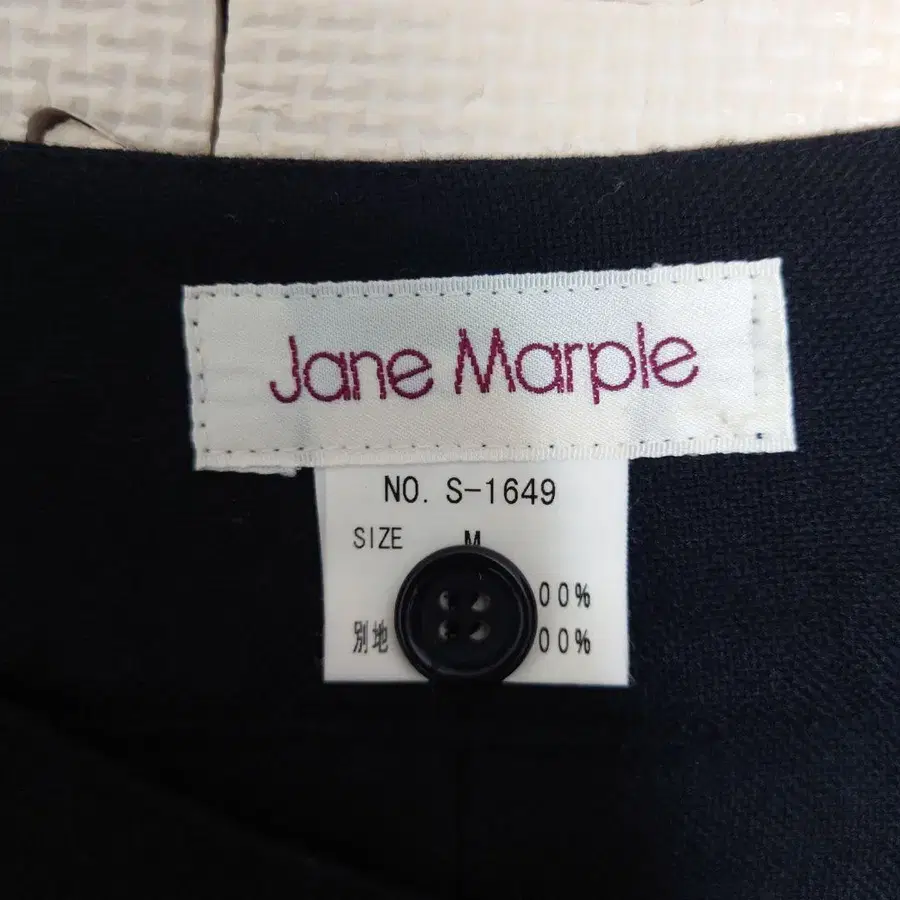 Jane Marple
NO. S-1649
SIZE M
00%
別地 00%